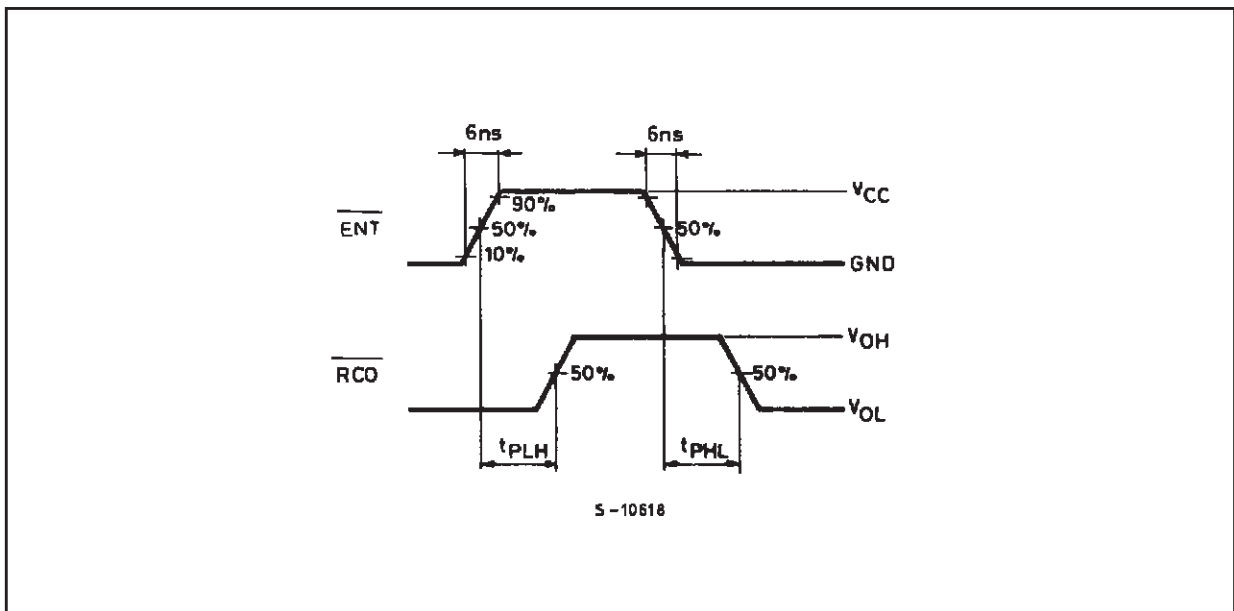 6ns 6ns
VCC
90%
ENT 50% 50%
10%
GND
VOH
RCO 50% 50%
VOL
tPLH tPHL
S-10618